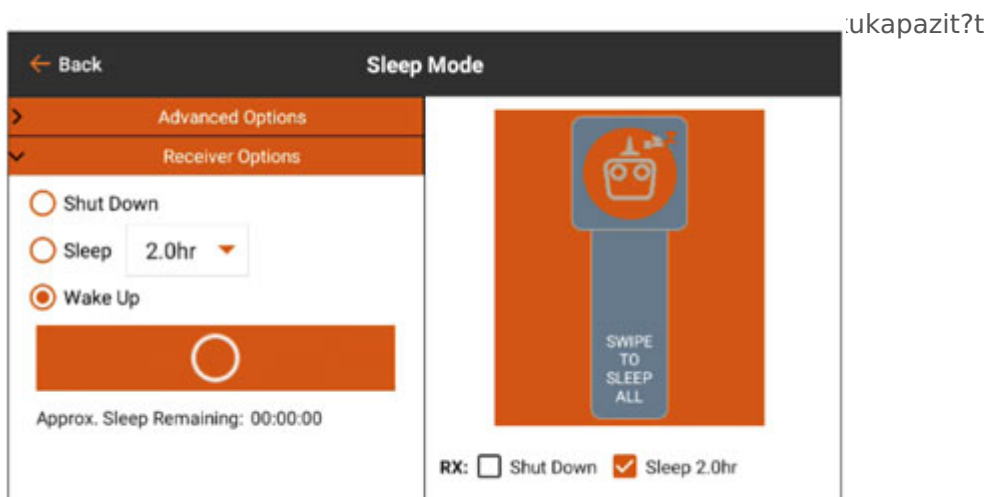 ukapazit?t
Back
Sleep Mode
Advanced Options
Receiver Options
Shut Down
Sleep 2.0hr
Wake Up
Approx. Sleep Remaining: 00:00:00
SWIPE
TO
SLEEP
ALL
RX: Shut Down Sleep 2.0hr